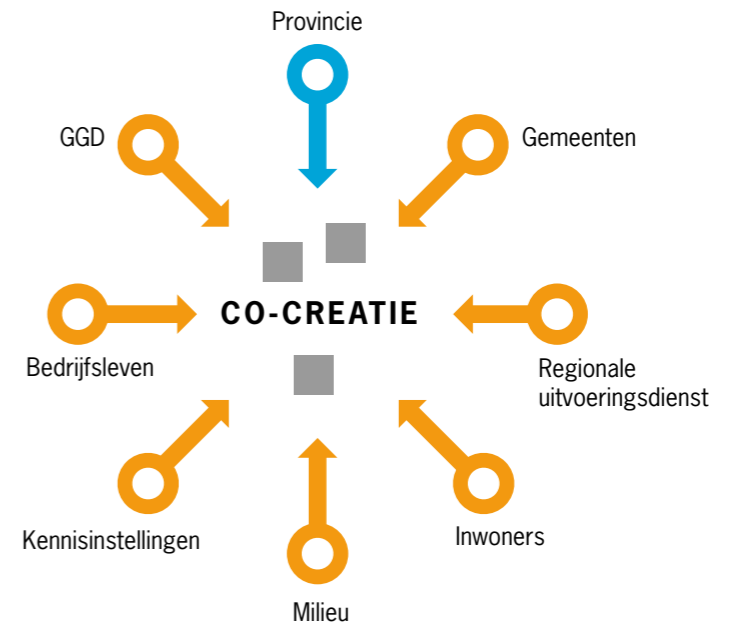 Provincie
GGD
Gemeenten
CO-CREATIE
Bedrijfsleven
Regionale
uitvoeringsdienst
Kennisinstellingen
Inwoners
Milieu